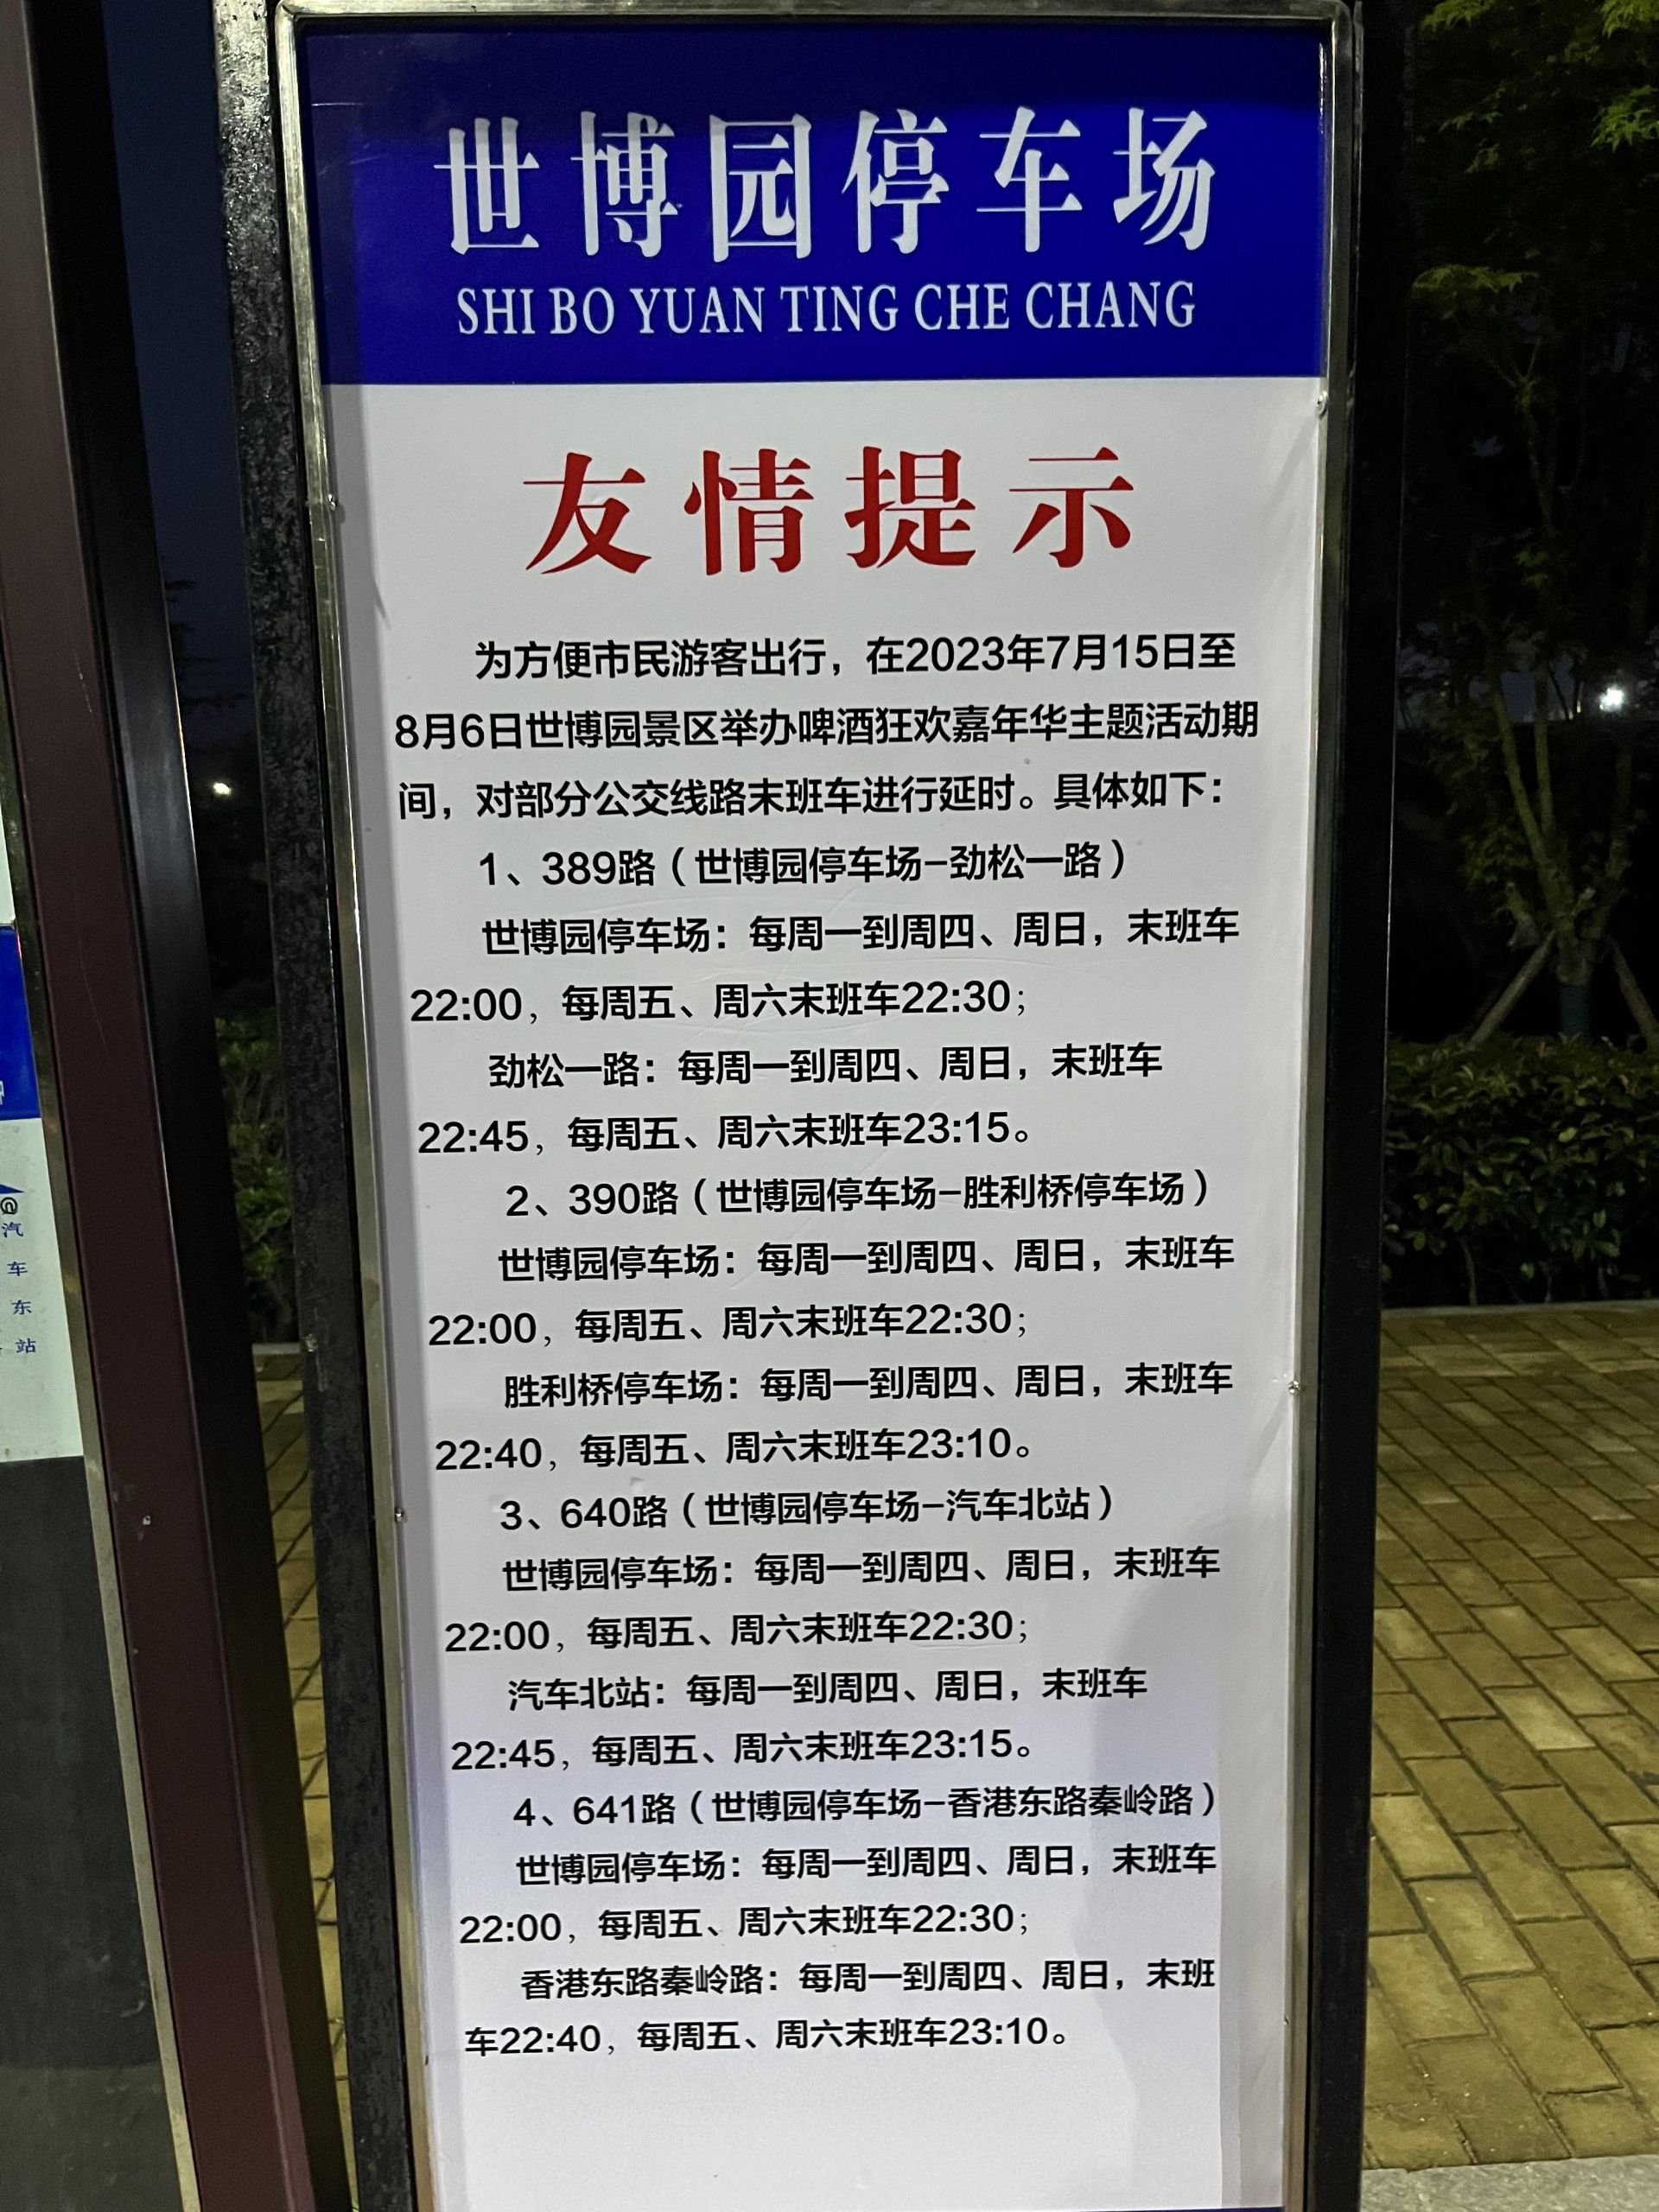 世博园停车场
SHI BO YUAN TING CHE CHANG
友情提示
为方便市民游客出行，在2023年7月15日至
8月6日世博园景区举办啤酒狂欢嘉年华主题活动期
间，对部分公交线路末班车进行延时。具体如下：
1、389路（世博园停车场-劲松一路）
世博园停车场：每周一到周四、周日，末班车
22:00，每周五、周六末班车22:30；
劲松一路：每周一到周四、周日，末班车
22:45，每周五、周六末班车23:15。
2、390路（世博园停车场-胜利桥停车场）
世博园停车场：每周一到周四、周日，末班车
22:00，每周五、周六末班车22:30；
胜利桥停车场：每周一到周四、周日，末班车
22:40，每周五、周六末班车23:10。
3、640路（世博园停车场-汽车北站）
世博园停车场：每周一到周四、周日，末班车
22:00，每周五、周六末班车22:30；
汽车北站：每周一到周四、周日，末班车
22:45，每周五、周六末班车23:15。
4、641路（世博园停车场-香港东路秦岭路）
世博园停车场：每周一到周四、周日，末班车
22:00，每周五、周六末班车22:30；
香港东路秦岭路：每周一到周四、周日，末班
车22:40，每周五、周六末班车23:10。
汽车东站